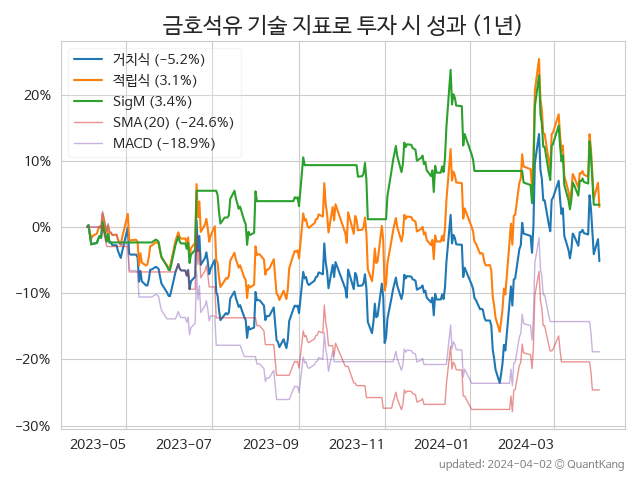 금호석유 기술 지표로 투자 시 성과 (1년)
거치식 (−5.2%)
적립식 (3.1%)
SigM (3.4%)
SMA(20) (−24.6%)
MACD (−18.9%)
20%
10%
0%
−10%
−20%
−30%
2023-05 2023-07 2023-09 2023-11 2024-01 2024-03
updated: 2024-04-02 © QuantKang